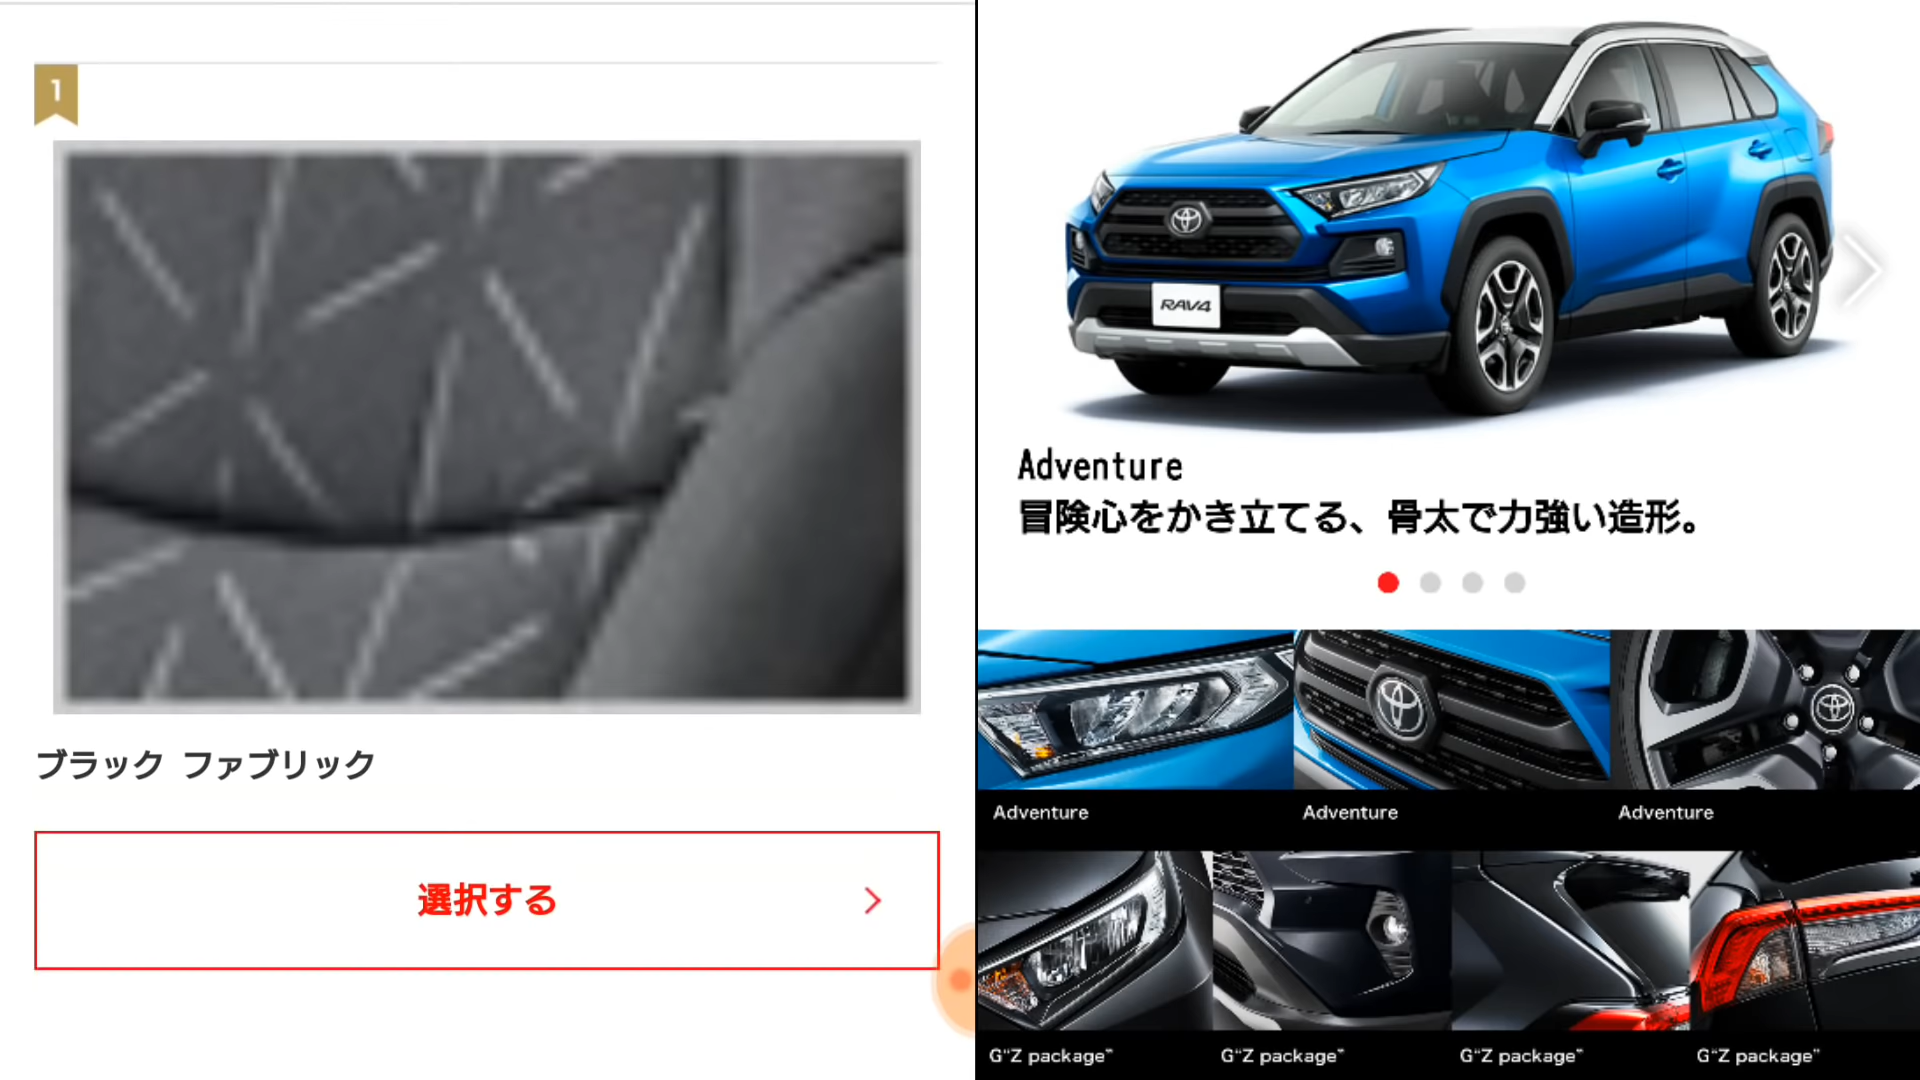 1
ブラック ファブリック
選択する
RAV4
Adventure
冒険心をかき立てる、骨太で力強い造形。
Adventure
Adventure
Adventure
G“Z package”
G“Z package”
G“Z package”
G“Z package”